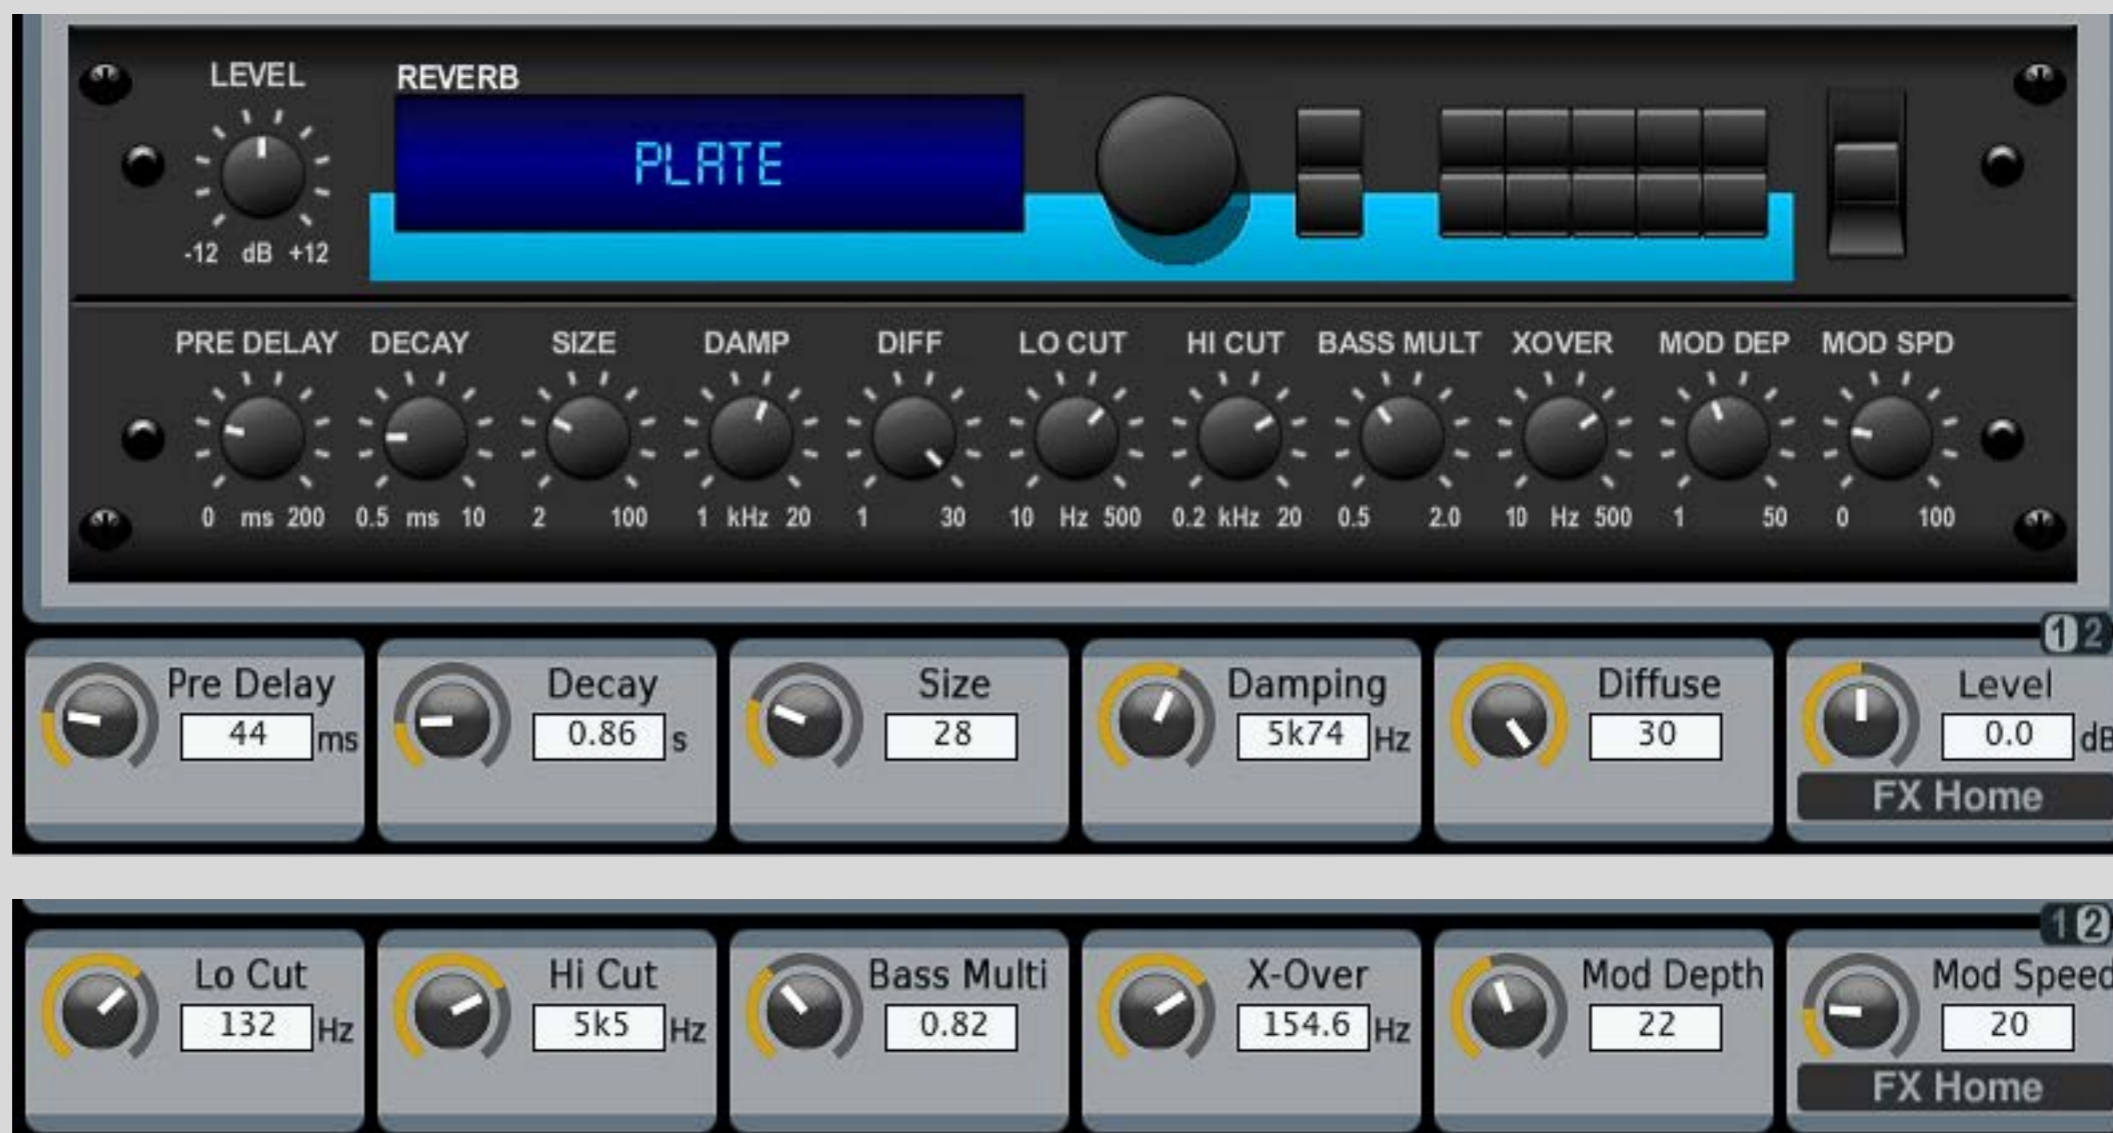 LEVEL
REVERB
PLATE
-12 dB +12
PRE DELAY DECAY SIZE DAMP DIFF LO CUT HI CUT BASS MULT XOVER MOD DEP MOD SPD
0 ms 200 0.5 ms 10 2 100 1 kHz 20 1 30 10 Hz 500 0.2 kHz 20 0.5 2.0 10 Hz 500 1 50 0 100
1 2
Pre Delay Decay Size Damping Diffuse Level
44 ms 0.86 s 28 5k74 Hz 30 0.0 dB
FX Home
1 2
Lo Cut Hi Cut Bass Multi X-Over Mod Depth Mod Speed
132 Hz 5k5 Hz 0.82 154.6 Hz 22 20
FX Home